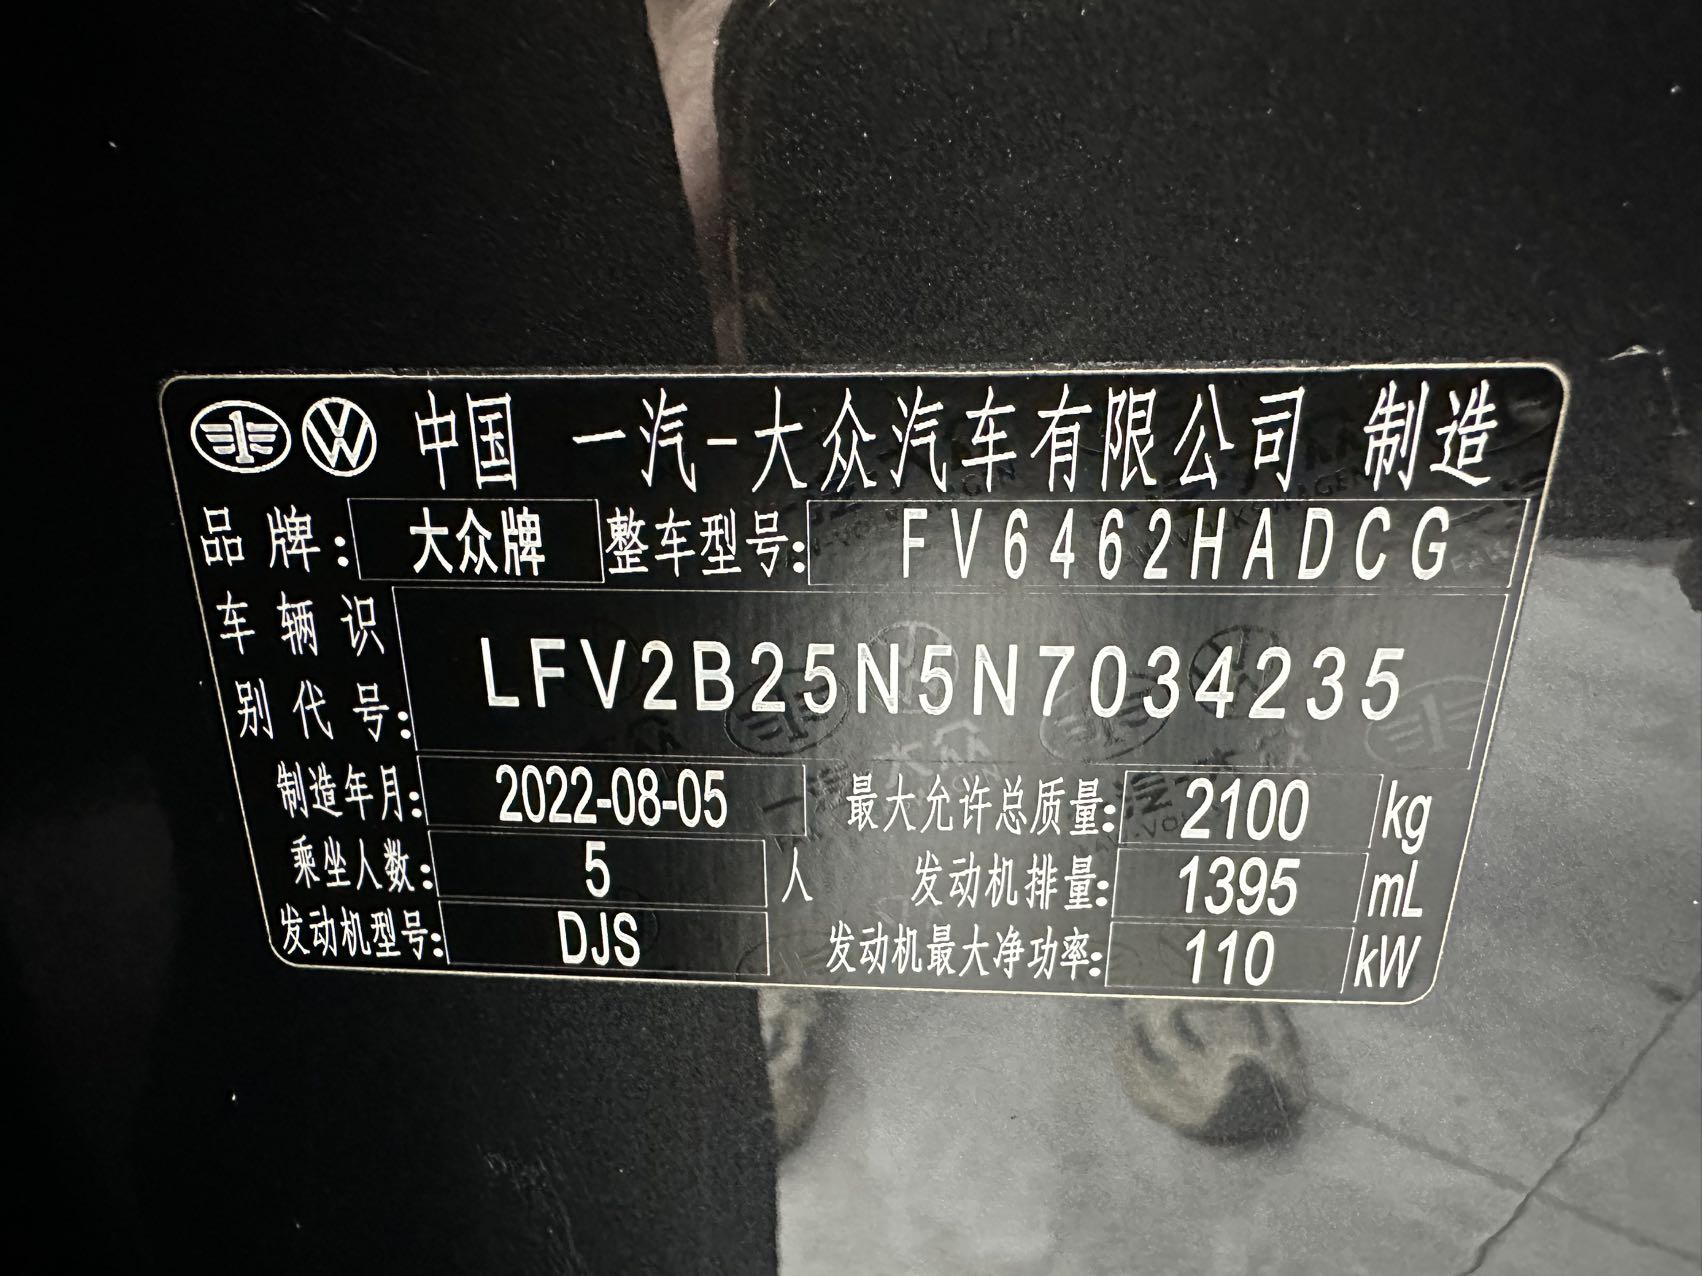 中国 一汽-大众汽车有限公司 制造
品牌: 大众牌 整车型号: FV6462HADCG
车辆识别代号: LFV2B25N5N7034235
制造年月: 2022-08-05 最大允许总质量: 2100 kg
乘坐人数: 5 人 发动机排量: 1395 mL
发动机型号: DJS 发动机最大净功率: 110 kW